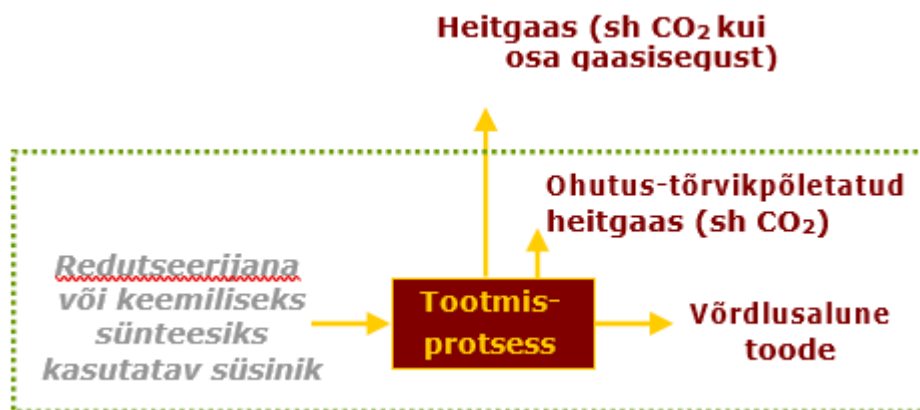 Heitgaas (sh CO₂ kui
osa gaasisegust)
Ohutus-tõrvikpõletatud
heitgaas (sh CO₂)
Redutseerijana
või keemiliseks
sünteesiks
kasutatav süsinik
Tootmis-
protsess
Võrdlusalune
toode